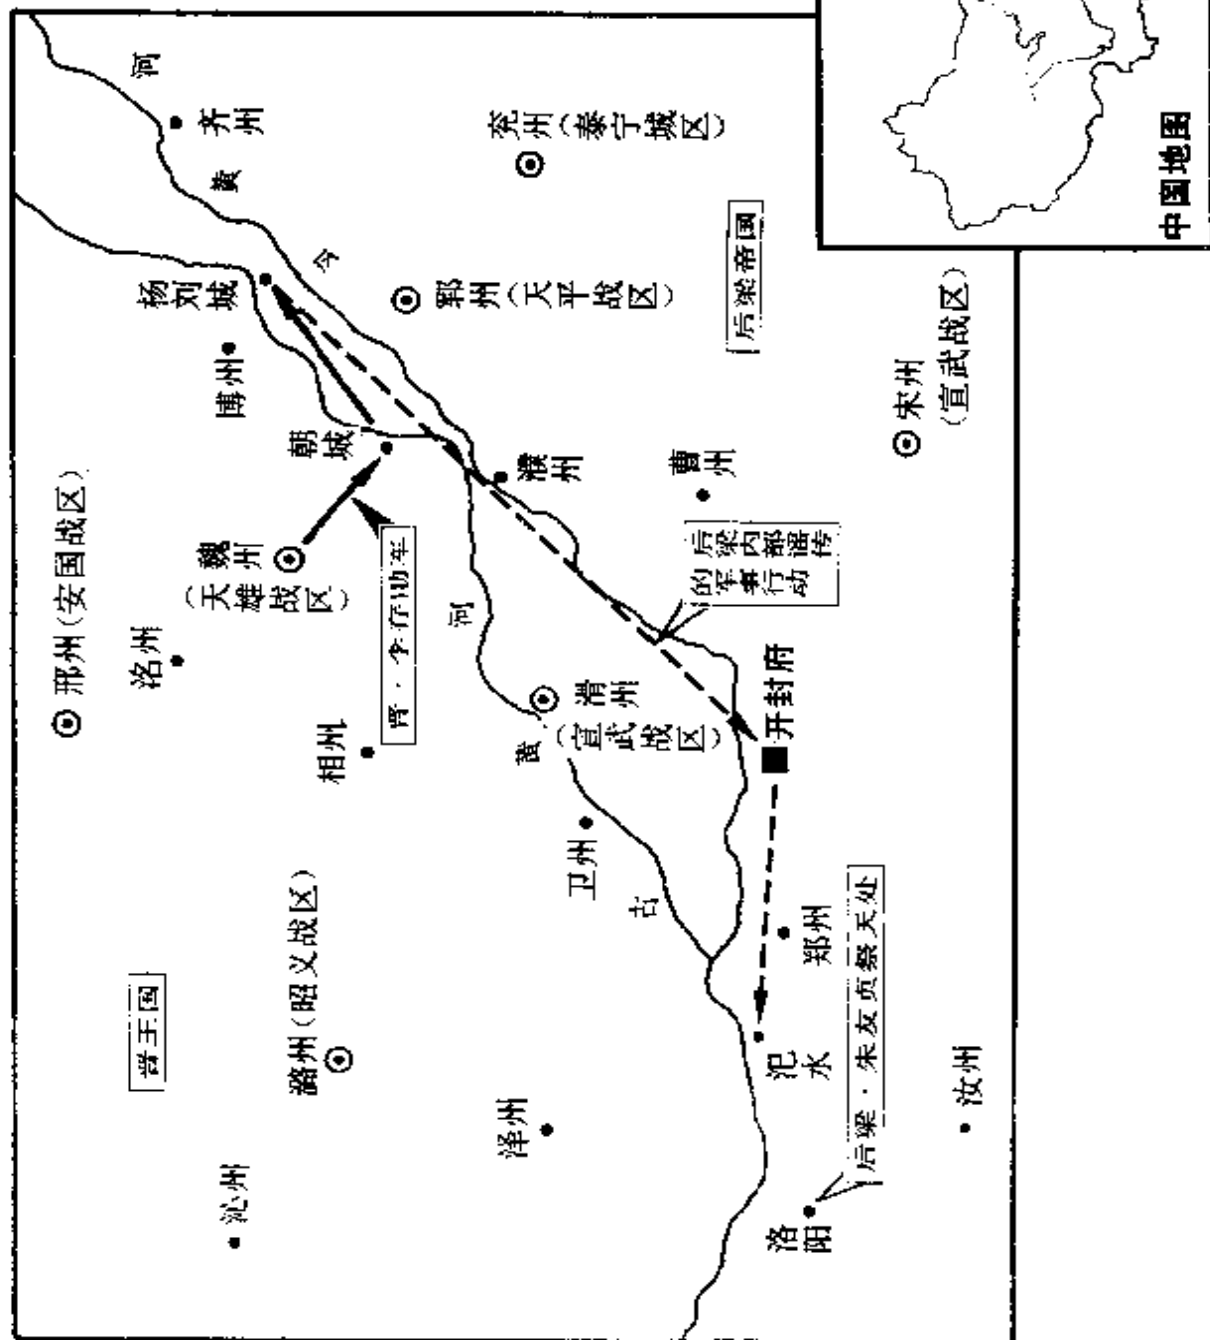 邢州(安国战区)
洺州
魏州
(天雄战区)
相州
晋·李存勖军
朝城
博州
杨刘城
齐州
黄
河
今
兖州(泰宁城区)
郓州(天平战区)
后梁帝国
濮州
曹州
宋州
(宣武战区)
后梁内部谣传
的军事行动
河
黄
古
滑州
(宣武战区)
开封府
卫州
郑州
汜水
后梁·朱友贞祭天处
洛阳
汝州
泽州
潞州(昭义战区)
晋王国
沁州
中国地图